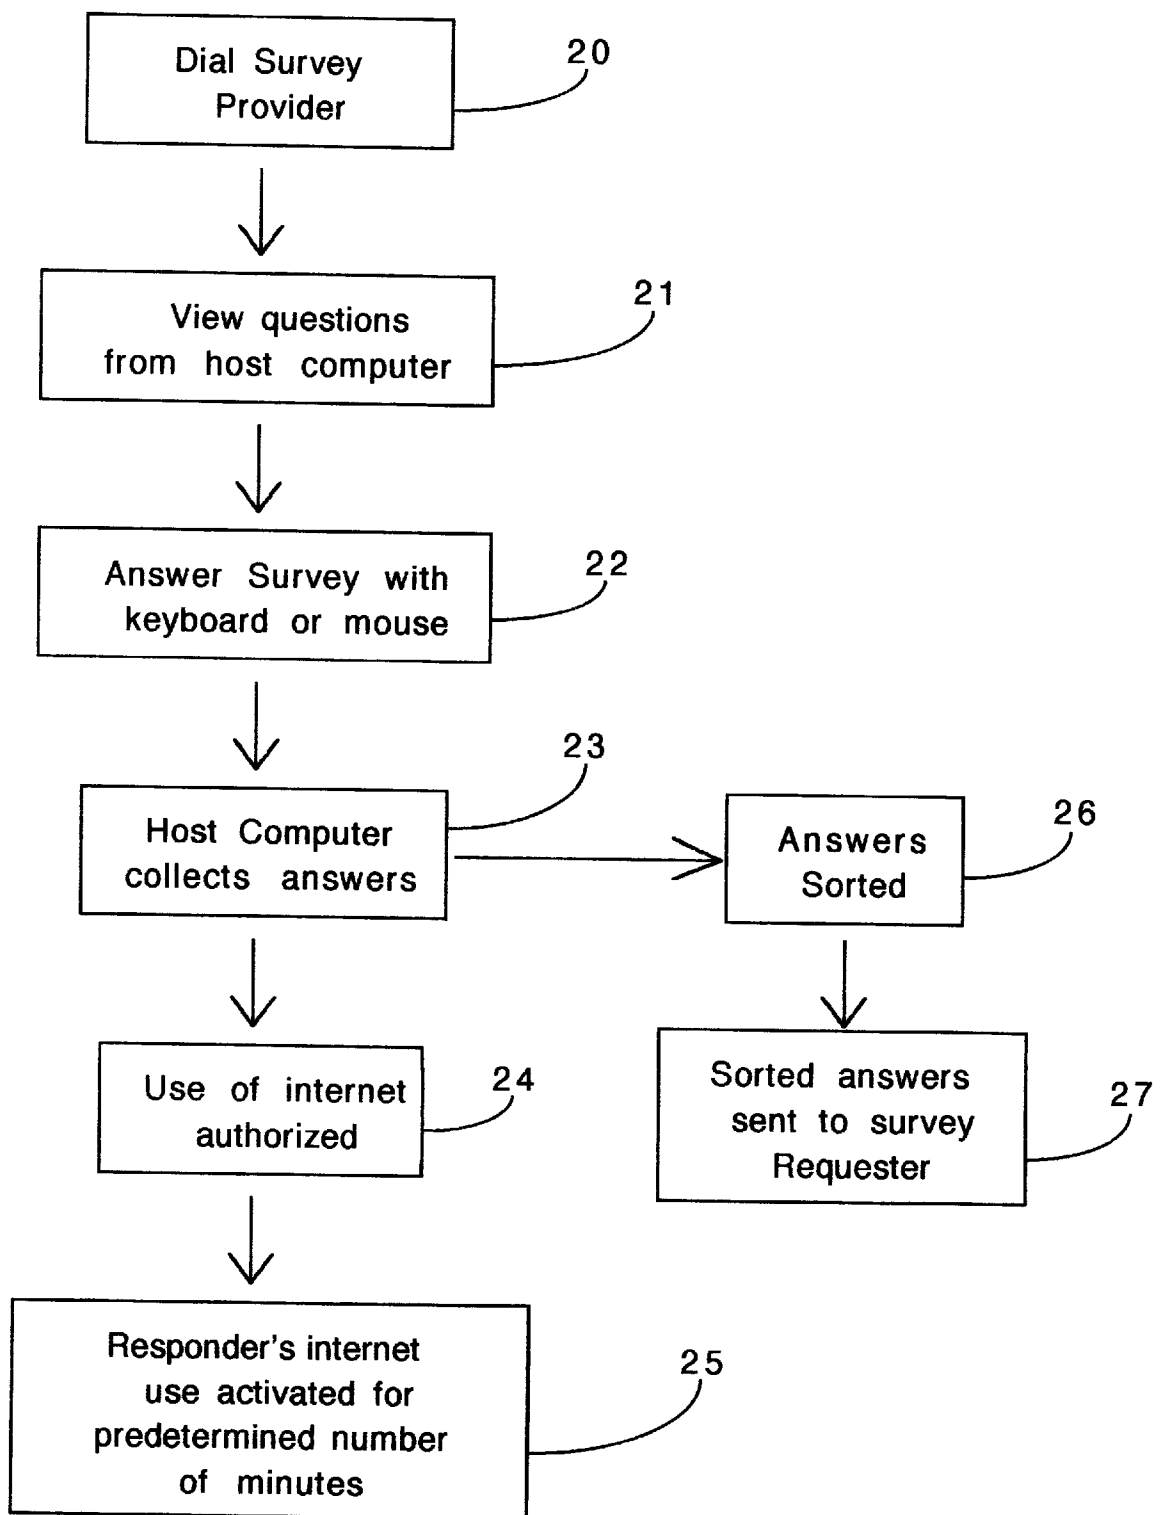 Dial Survey
Provider
20
View questions
from host computer
21
Answer Survey with
keyboard or mouse
22
Host Computer
collects answers
23
Answers
Sorted
26
Use of internet
authorized
24
Sorted answers
sent to survey
Requester
27
Responder's internet
use activated for
predetermined number
of minutes
25